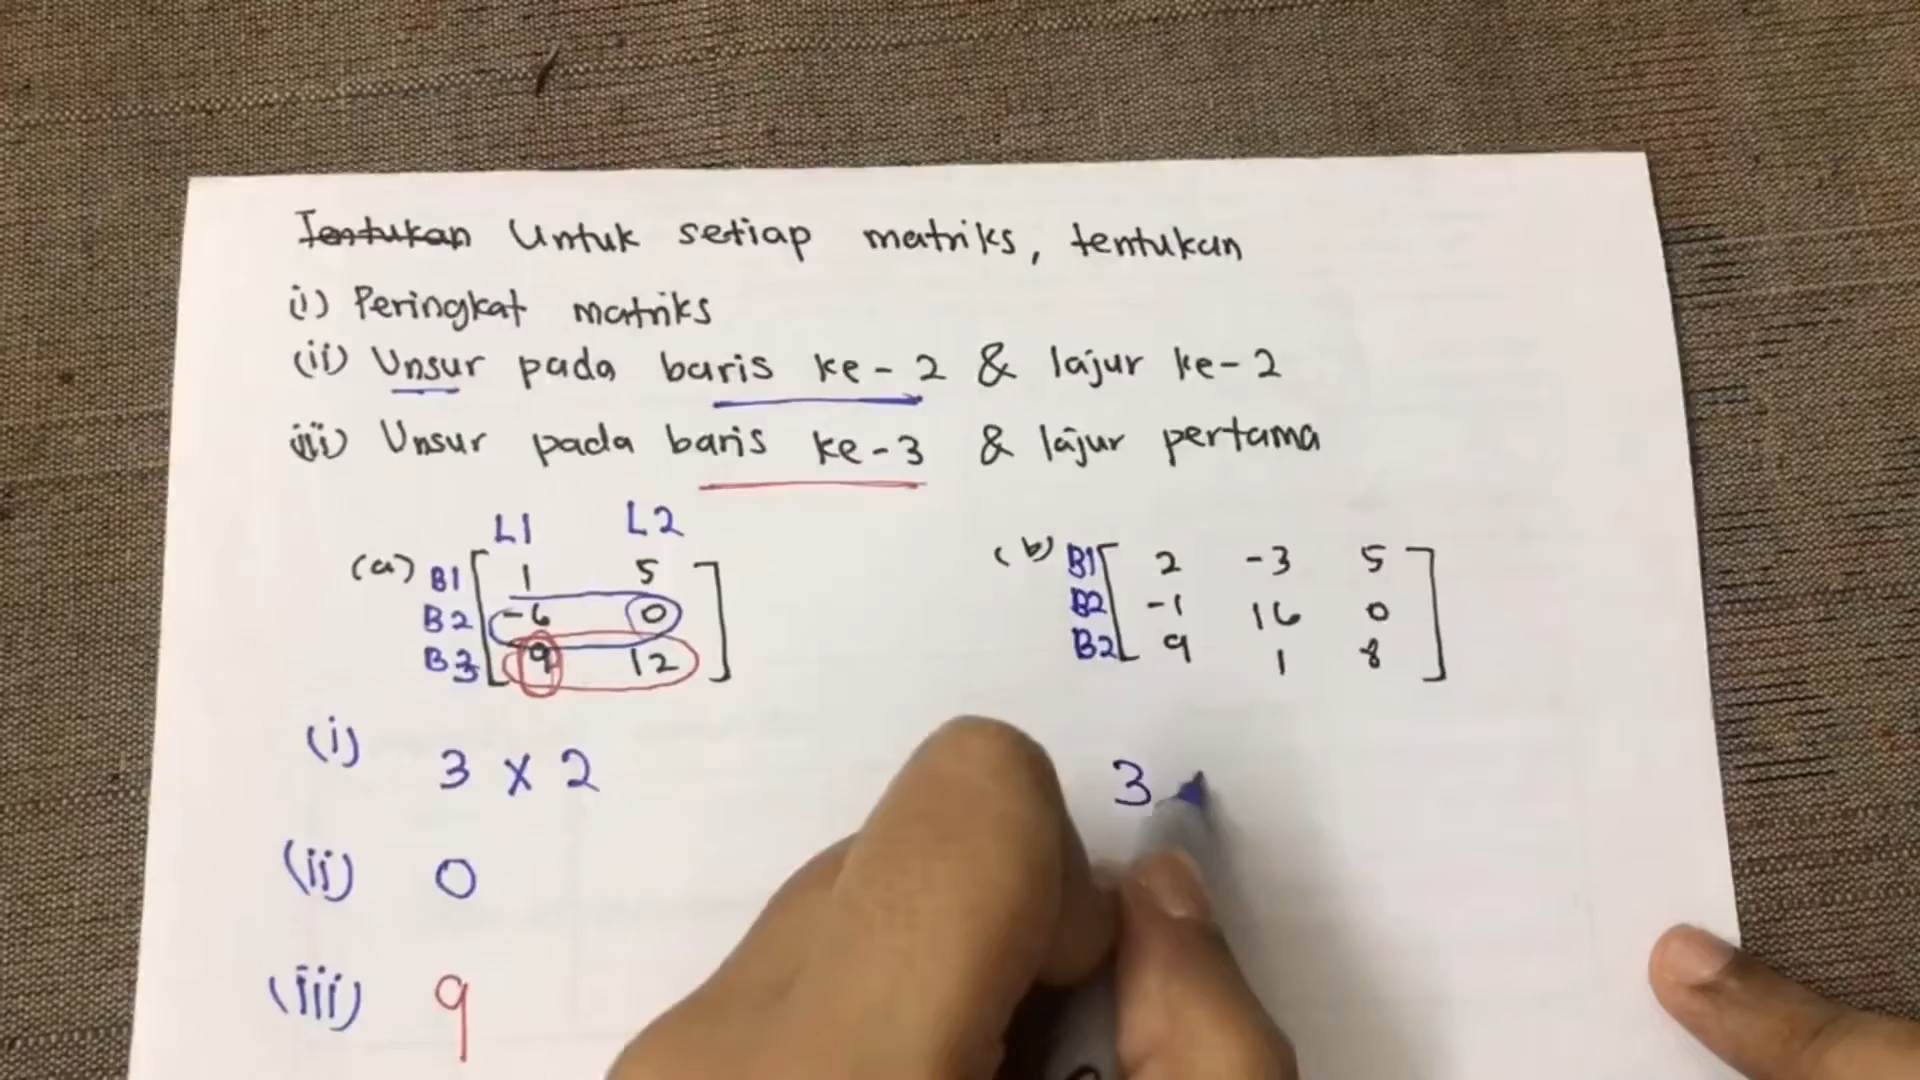 Tentukan Untuk setiap matriks, tentukan
(i) Peringkat matriks
(ii) Unsur pada baris ke-2 & lajur ke-2
(iii) Unsur pada baris ke-3 & lajur pertama
L1 L2
(a) B1 1 5
B2 -6 0
B3 9 12
(b) B1 2 -3 5
B2 -1 16 0
B2 9 1 8
(i) 3 x 2
3
(ii) 0
(iii) 9